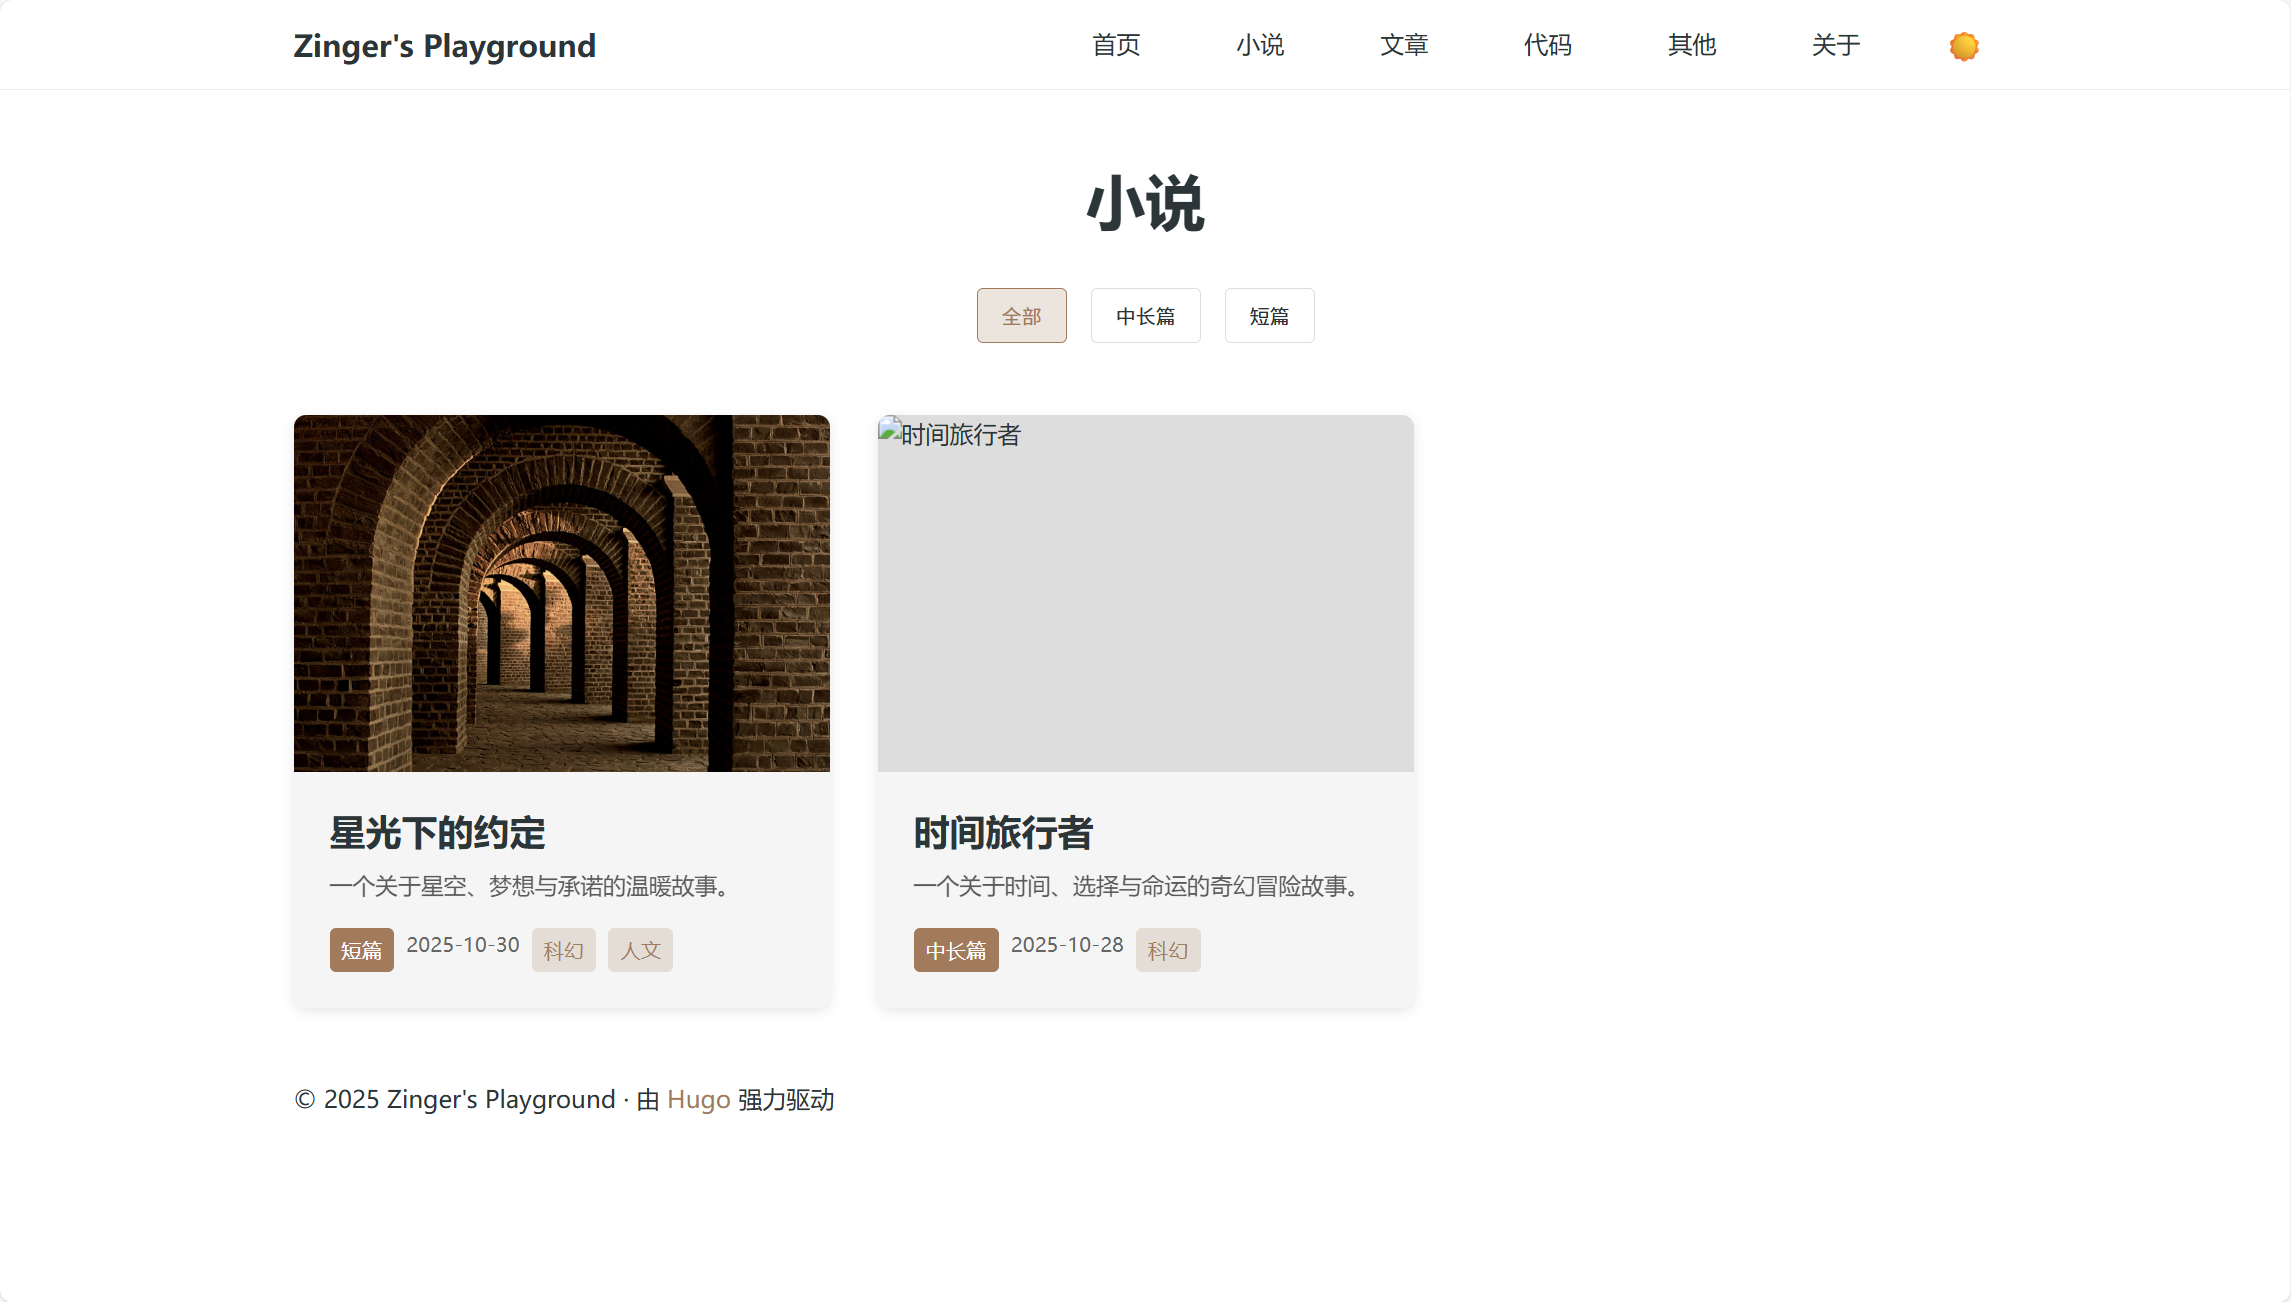 Zinger's Playground
首页 小说 文章 代码 其他 关于
小说
全部 中长篇 短篇
时间旅行者
星光下的约定
一个关于星空、梦想与承诺的温暖故事。
短篇 2025-10-30 科幻 人文
时间旅行者
一个关于时间、选择与命运的奇幻冒险故事。
中长篇 2025-10-28 科幻
© 2025 Zinger's Playground · 由 Hugo 强力驱动